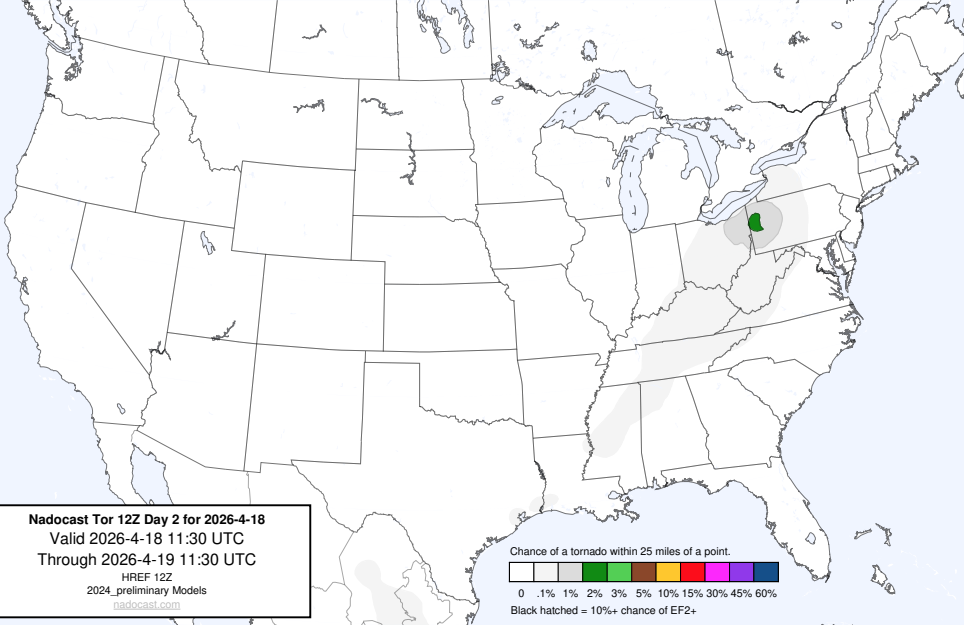 Nadocast Tor 12Z Day 2 for 2026-4-18
Valid 2026-4-18 11:30 UTC
Through 2026-4-19 11:30 UTC
HREF 12Z
2024_preliminary Models
nadocast.com
Chance of a tornado within 25 miles of a point.
0 .1% 1% 2% 3% 5% 10% 15% 30% 45% 60%
Black hatched = 10%+ chance of EF2+